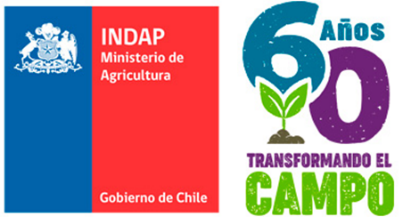 INDAP
Ministerio de
Agricultura
Gobierno de Chile
60 Años
TRANSFORMANDO EL
CAMPO